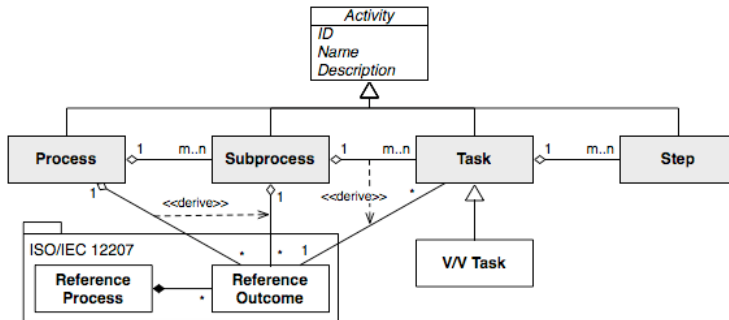 Activity
ID
Name
Description
Process
1
m..n
Subprocess
1
m..n
Task
1
m..n
Step
1
<<derive>>
1
<<derive>>
*
ISO/IEC 12207
*
*
1
V/V Task
Reference
Process
*
Reference
Outcome